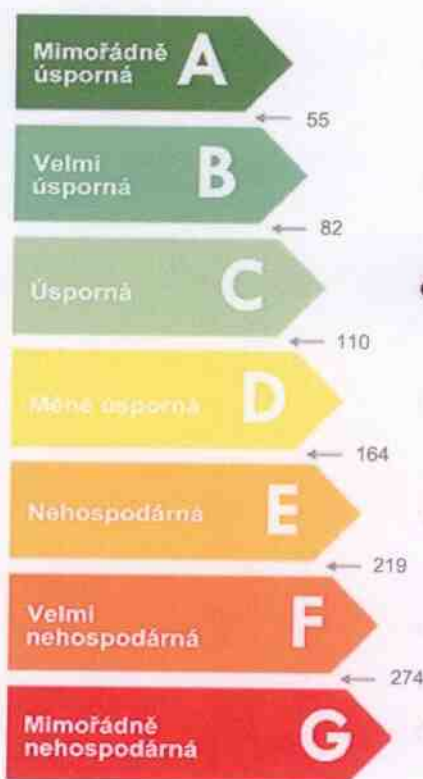 Mimořádně
úsporná
A
55
Velmi
úsporná
B
82
Úsporná
C
110
Méně úsporná
D
164
Nehospodárná
E
219
Velmi
nehospodárná
F
274
Mimořádně
nehospodárná
G